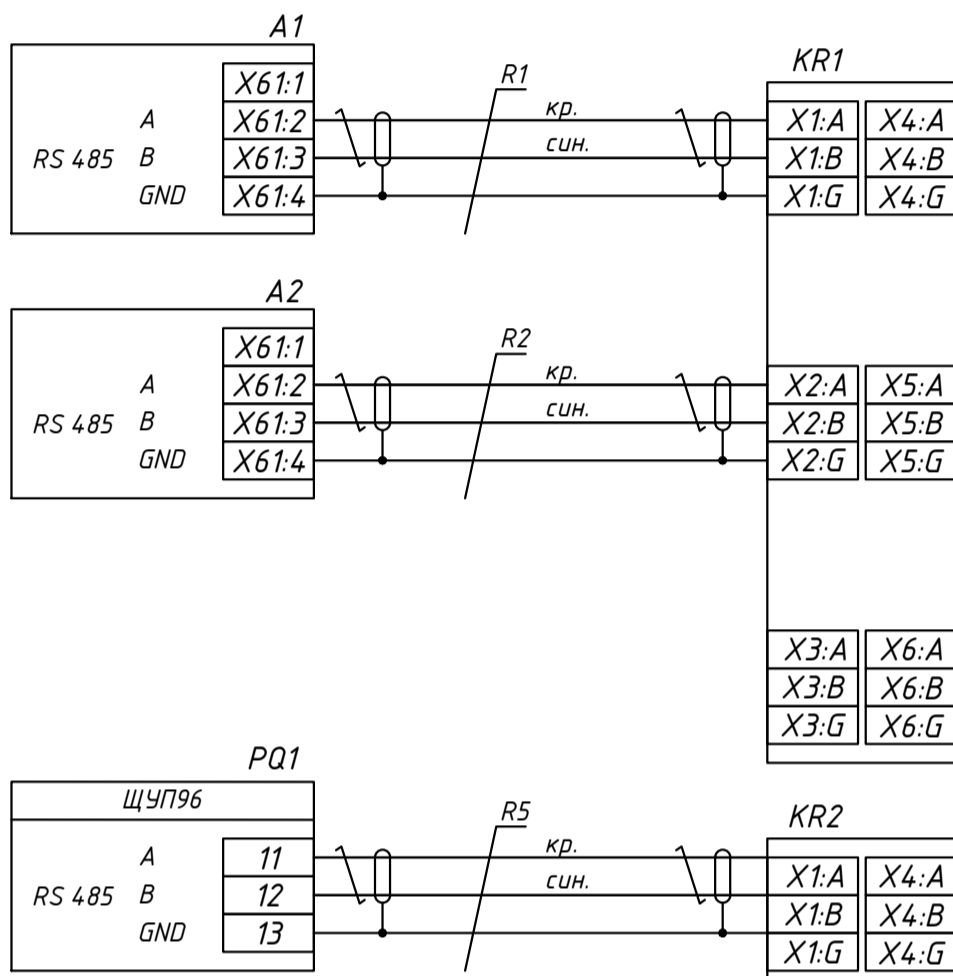 A1
KR1
X61:1
R1
кр.
A X61:2 X1:A X4:A
син.
RS 485 B X61:3 X1:B X4:B
GND X61:4 X1:G X4:G
A2
X61:1
R2
кр.
A X61:2 X2:A X5:A
син.
RS 485 B X61:3 X2:B X5:B
GND X61:4 X2:G X5:G
X3:A X6:A
X3:B X6:B
X3:G X6:G
PQ1
ЩУП96
R5
KR2
кр.
A 11 X1:A X4:A
син.
RS 485 B 12 X1:B X4:B
GND 13 X1:G X4:G